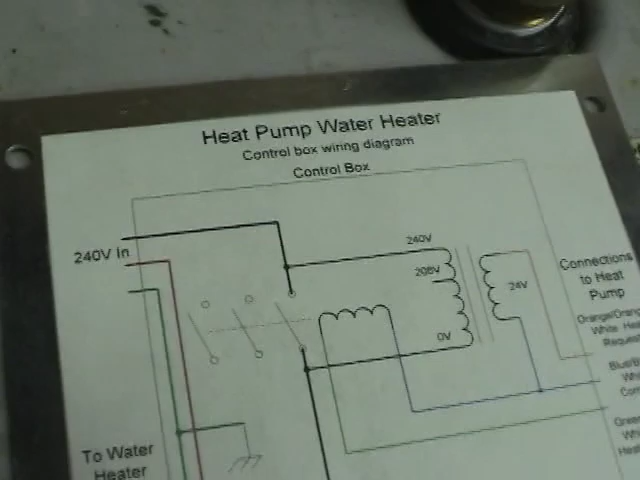 Heat Pump Water Heater
Control box wiring diagram
Control Box
240V in
240V
208V
0V
24V
Connections
to Heat
Pump
White
To Water
Heater